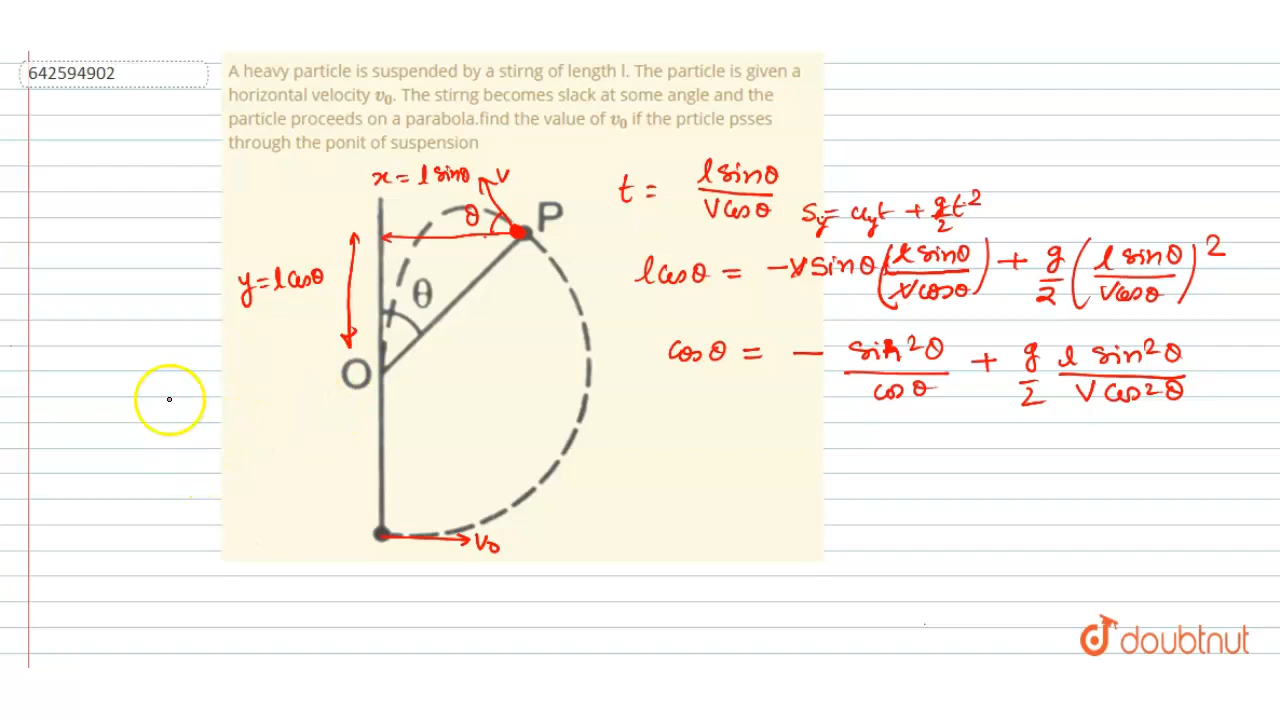 642594902
A heavy particle is suspended by a stirng of length l. The particle is given a
horizontal velocity v₀. The stirng becomes slack at some angle and the
particle proceeds on a parabola.find the value of v₀ if the prticle psses
through the ponit of suspension
x = l sinθ
V
θ
P
y = l cosθ
θ
O
V₀
t = l sinθ / V cosθ
Sy = uyt + g/2 t²
l cosθ = - V sinθ (l sinθ / V cosθ) + g/2 (l sinθ / V cosθ)²
cosθ = - sin²θ / cosθ + g/2 l sin²θ / V cos²θ
doubtnut